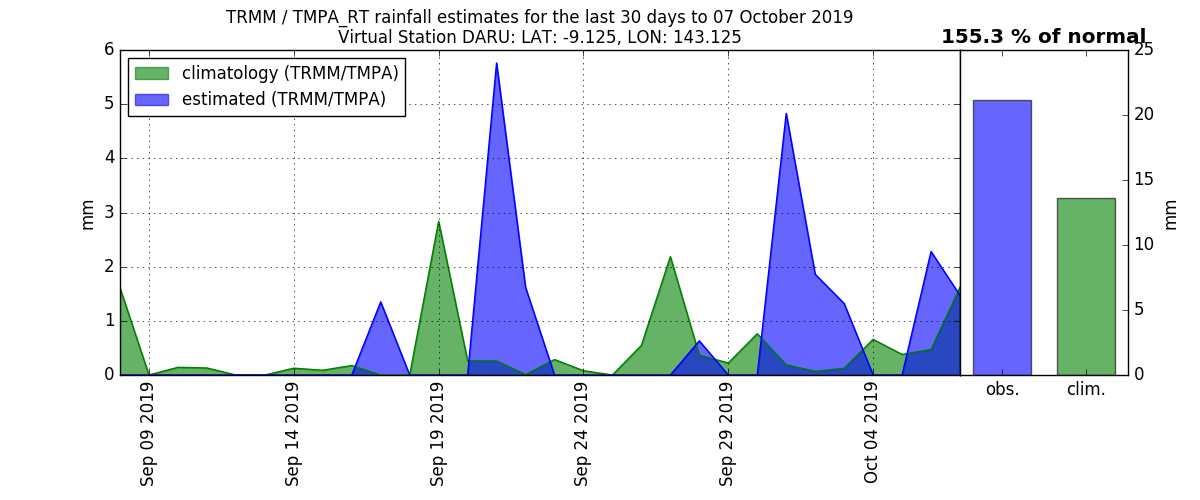 TRMM / TMPA_RT rainfall estimates for the last 30 days to 07 October 2019
Virtual Station DARU: LAT: -9.125, LON: 143.125
155.3 % of normal
climatology (TRMM/TMPA)
estimated (TRMM/TMPA)
mm
6
5
4
3
2
1
0
Sep 09 2019
Sep 14 2019
Sep 19 2019
Sep 24 2019
Sep 29 2019
Oct 04 2019
obs.
clim.
25
20
15
10
5
0
mm